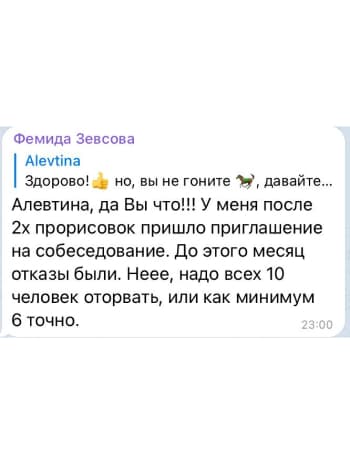 Фемида Зевсова
Alevtina
Здорово!👍 но, вы не гоните 🐎, давайте...
Алевтина, да Вы что!!! У меня после
2х прорисовок пришло приглашение
на собеседование. До этого месяц
отказы были. Неее, надо всех 10
человек оторвать, или как минимум
6 точно.
23:00